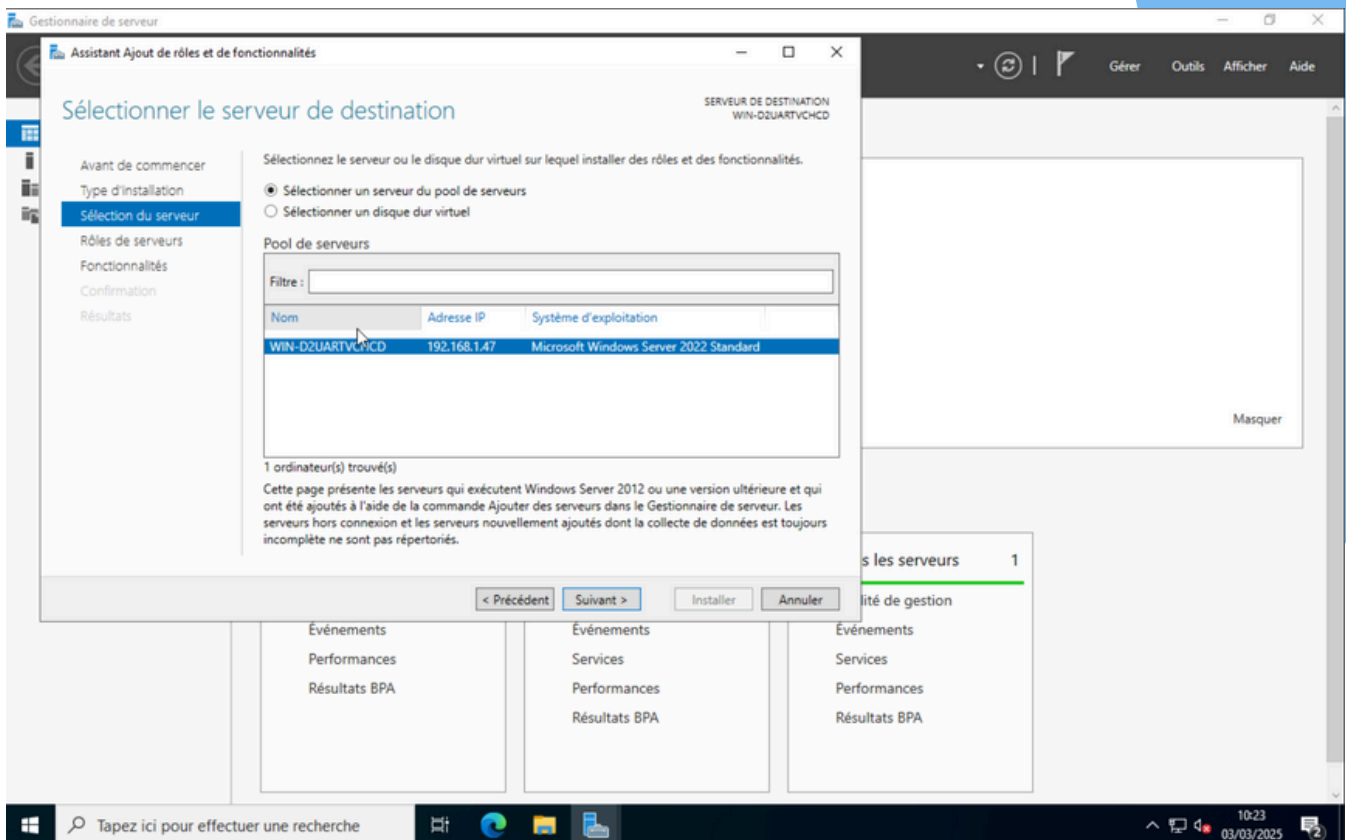 Gestionnaire de serveur
Assistant Ajout de rôles et de fonctionnalités
Gérer Outils Afficher Aide
Sélectionner le serveur de destination
SERVEUR DE DESTINATION
WIN-D2UARTVCHCD
Avant de commencer
Type d'installation
Sélection du serveur
Rôles de serveurs
Fonctionnalités
Confirmation
Résultats
Sélectionnez le serveur ou le disque dur virtuel sur lequel installer des rôles et des fonctionnalités.
Sélectionner un serveur du pool de serveurs
Sélectionner un disque dur virtuel
Pool de serveurs
Filtre :
Nom Adresse IP Système d'exploitation
WIN-D2UARTVCHCD 192.168.1.47 Microsoft Windows Server 2022 Standard
1 ordinateur(s) trouvé(s)
Cette page présente les serveurs qui exécutent Windows Server 2012 ou une version ultérieure et qui
ont été ajoutés à l'aide de la commande Ajouter des serveurs dans le Gestionnaire de serveur. Les
serveurs hors connexion et les serveurs nouvellement ajoutés dont la collecte de données est toujours
incomplète ne sont pas répertoriés.
< Précédent Suivant > Installer Annuler
Masquer
s les serveurs 1
lité de gestion
Événements
Performances
Résultats BPA
Événements
Services
Performances
Résultats BPA
Événements
Services
Performances
Résultats BPA
Tapez ici pour effectuer une recherche
10:23
03/03/2025
2